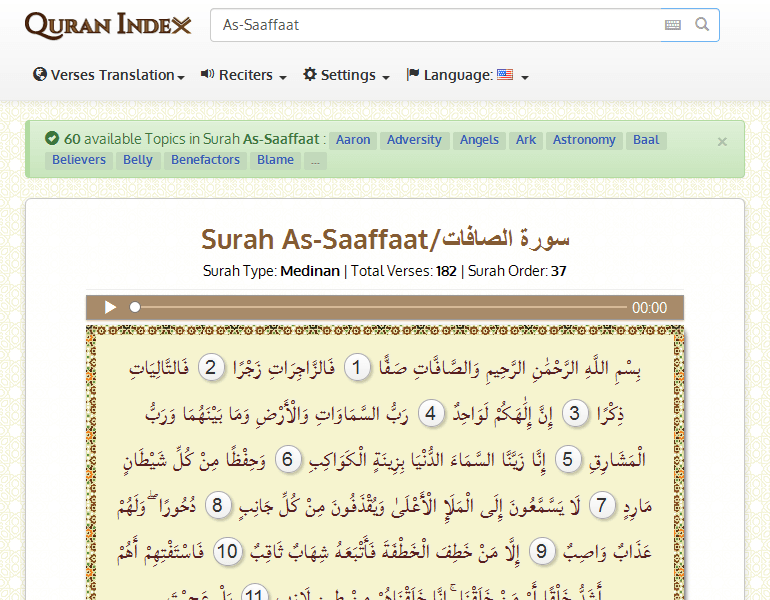 QURAN INDEX
As-Saaffaat
Verses Translation Reciters Settings Language:
60 available Topics in Surah As-Saaffaat : Aaron Adversity Angels Ark Astronomy Baal ×
Believers Belly Benefactors Blame ...
Surah As-Saaffaat/سورة الصافات
Surah Type: Medinan | Total Verses: 182 | Surah Order: 37
00:00
بِسْمِ اللَّهِ الرَّحْمَٰنِ الرَّحِيمِ وَالصَّافَّاتِ صَفًّا 1 فَالزَّاجِرَاتِ زَجْرًا 2 فَالتَّالِيَاتِ
ذِكْرًا 3 إِنَّ إِلَٰهَكُمْ لَوَاحِدٌ 4 رَبُّ السَّمَاوَاتِ وَالْأَرْضِ وَمَا بَيْنَهُمَا وَرَبُّ
الْمَشَارِقِ 5 إِنَّا زَيَّنَّا السَّمَاءَ الدُّنْيَا بِزِينَةٍ الْكَوَاكِبِ 6 وَحِفْظًا مِنْ كُلِّ شَيْطَانٍ
مَارِدٍ 7 لَا يَسَّمَّعُونَ إِلَى الْمَلَإِ الْأَعْلَىٰ وَيُقْذَفُونَ مِنْ كُلِّ جَانِبٍ 8 دُحُورًا ۖ وَلَهُمْ
عَذَابٌ وَاصِبٌ 9 إِلَّا مَنْ خَطِفَ الْخَطْفَةَ فَأَتْبَعَهُ شِهَابٌ ثَاقِبٌ 10 فَاسْتَفْتِهِمْ أَهُمْ
أَشَدُّ خَلْقًا أَمْ مَنْ خَلَقْنَا ۚ إِنَّا خَلَقْنَاهُمْ مِنْ طِينٍ لَازِبٍ 11 بَلْ عَجِبْتَ